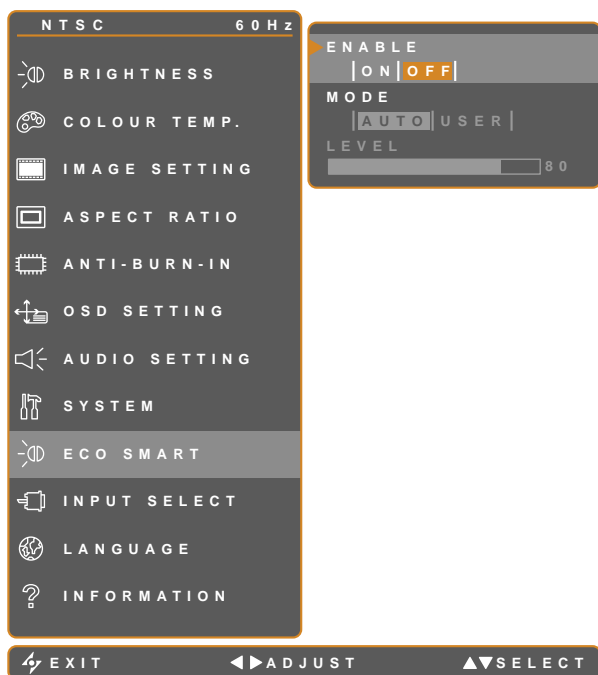 NTSC 60Hz
BRIGHTNESS
COLOUR TEMP.
IMAGE SETTING
ASPECT RATIO
ANTI-BURN-IN
OSD SETTING
AUDIO SETTING
SYSTEM
ECO SMART
INPUT SELECT
LANGUAGE
INFORMATION
ENABLE
ON OFF
MODE
AUTO USER
LEVEL
80
EXIT ADJUST SELECT